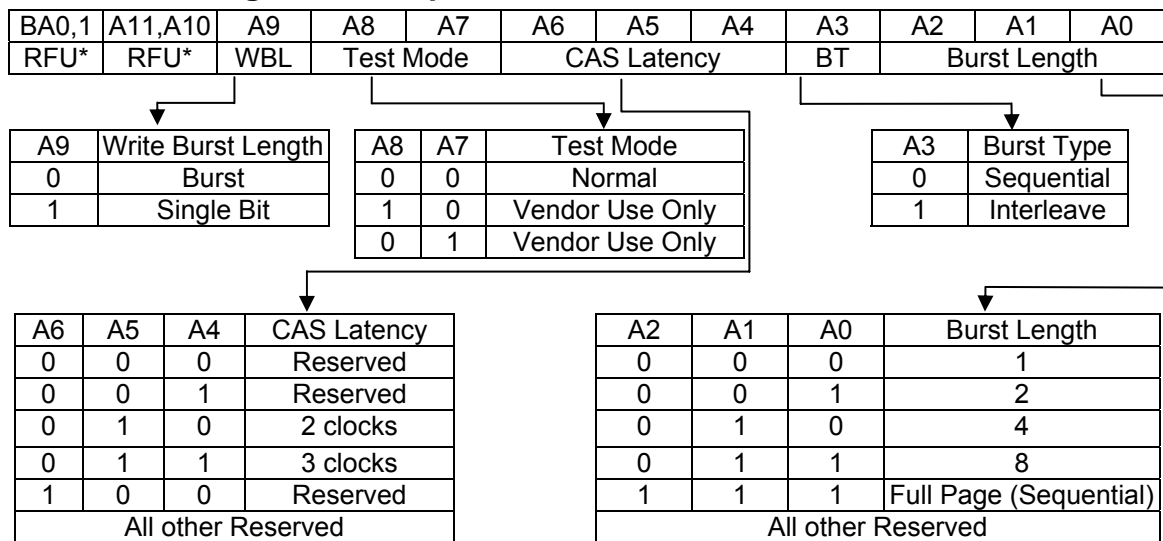 BA0,1 A11,A10 A9 A8 A7 A6 A5 A4 A3 A2 A1 A0
RFU* RFU* WBL Test Mode CAS Latency BT Burst Length
A9 Write Burst Length
0 Burst
1 Single Bit
A8 A7 Test Mode
0 0 Normal
1 0 Vendor Use Only
0 1 Vendor Use Only
A3 Burst Type
0 Sequential
1 Interleave
A6 A5 A4 CAS Latency
0 0 0 Reserved
0 0 1 Reserved
0 1 0 2 clocks
0 1 1 3 clocks
1 0 0 Reserved
All other Reserved
A2 A1 A0 Burst Length
0 0 0 1
0 0 1 2
0 1 0 4
0 1 1 8
1 1 1 Full Page (Sequential)
All other Reserved